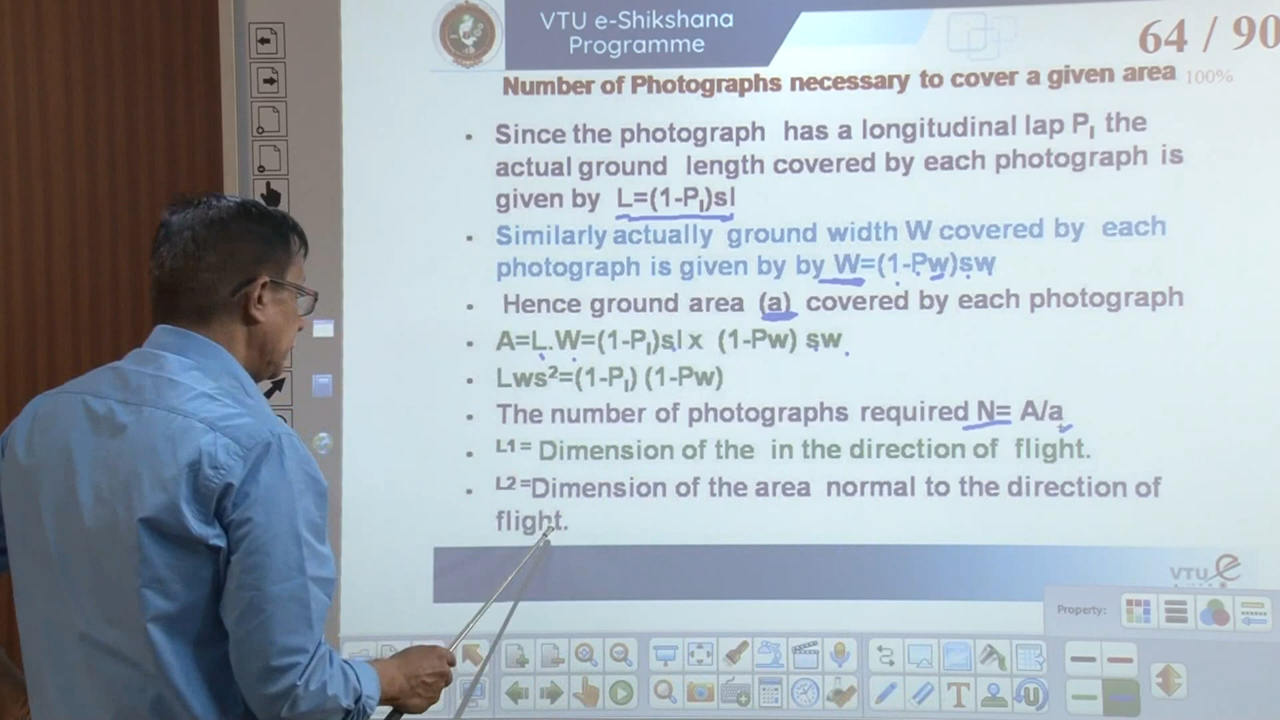 VTU e-Shikshana
Programme
64 / 90
Number of Photographs necessary to cover a given area
100%
• Since the photograph has a longitudinal lap Pl the
actual ground length covered by each photograph is
given by L=(1-Pl)sl
• Similarly actually ground width W covered by each
photograph is given by by W=(1-Pw)sw
• Hence ground area (a) covered by each photograph
• A=L.W=(1-Pl)sl x (1-Pw) sw
• Lws²=(1-Pl) (1-Pw)
• The number of photographs required N= A/a
• L1= Dimension of the in the direction of flight.
• L2=Dimension of the area normal to the direction of
flight.
VTU e
Property:
T